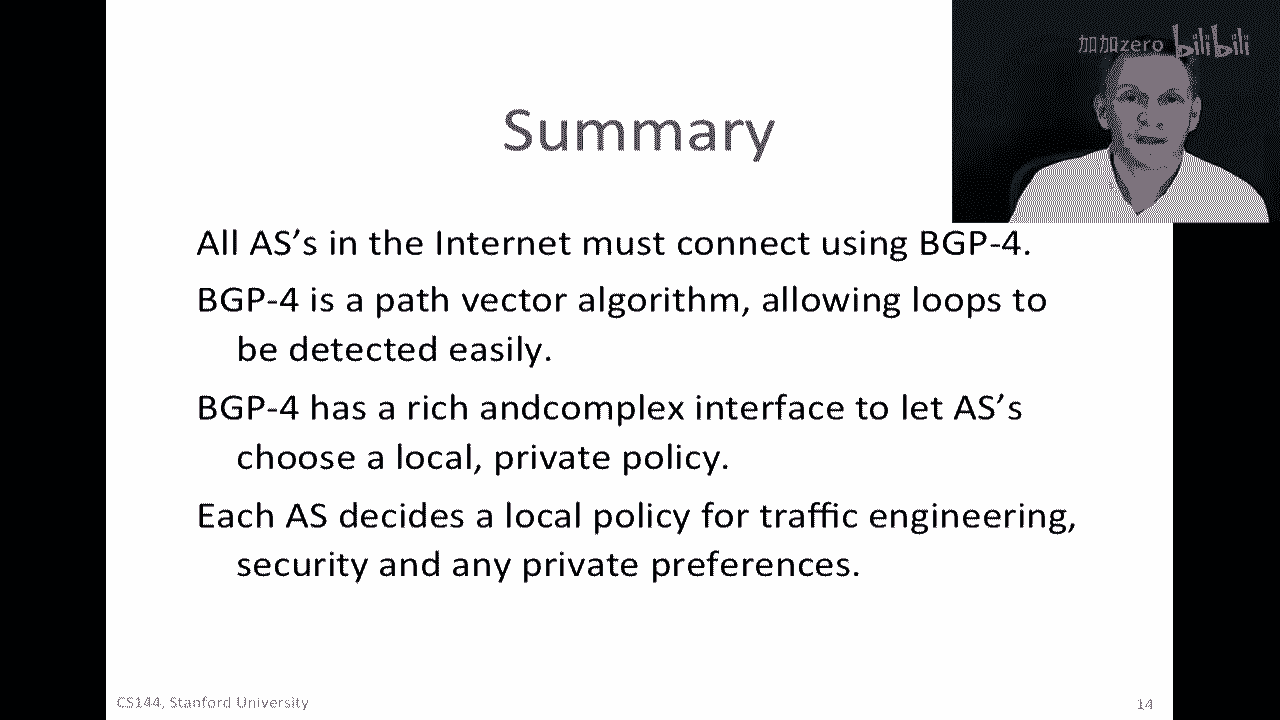 加加zero bilibili
Summary
All AS’s in the Internet must connect using BGP-4.
BGP-4 is a path vector algorithm, allowing loops to
be detected easily.
BGP-4 has a rich andcomplex interface to let AS’s
choose a local, private policy.
Each AS decides a local policy for traffic engineering,
security and any private preferences.
CS144, Stanford University
14